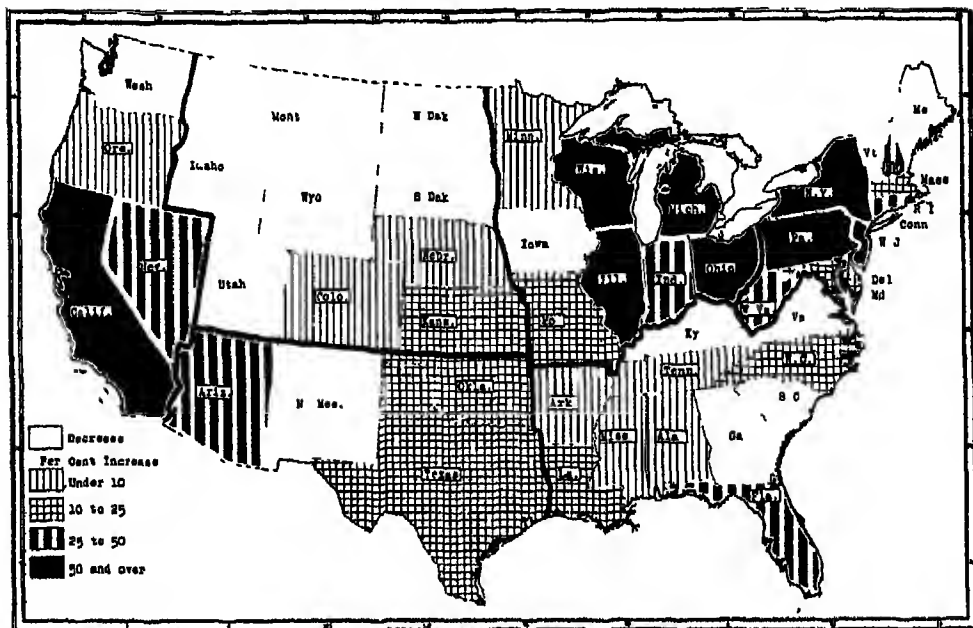 Wash
Mont
N Dak
Minn.
Me
Ore.
Idaho
Wis.
Vt
Mass
Wyo
S Dak
Mich.
N.Y.
R I
Conn
Iowa
Pa.
N J
Nev.
Nebr.
Utah
Ill.
Ind.
Ohio
Del
Md
Colo.
Calif.
Kans.
Mo.
W Va
Va
Ky
Ariz.
N Mex.
Okla.
Tenn.
N.C.
Ark
S C
Miss
Ala
Ga
Texas
La.
Fla.
Decrease
Per Cent Increase
Under 10
10 to 25
25 to 50
50 and over